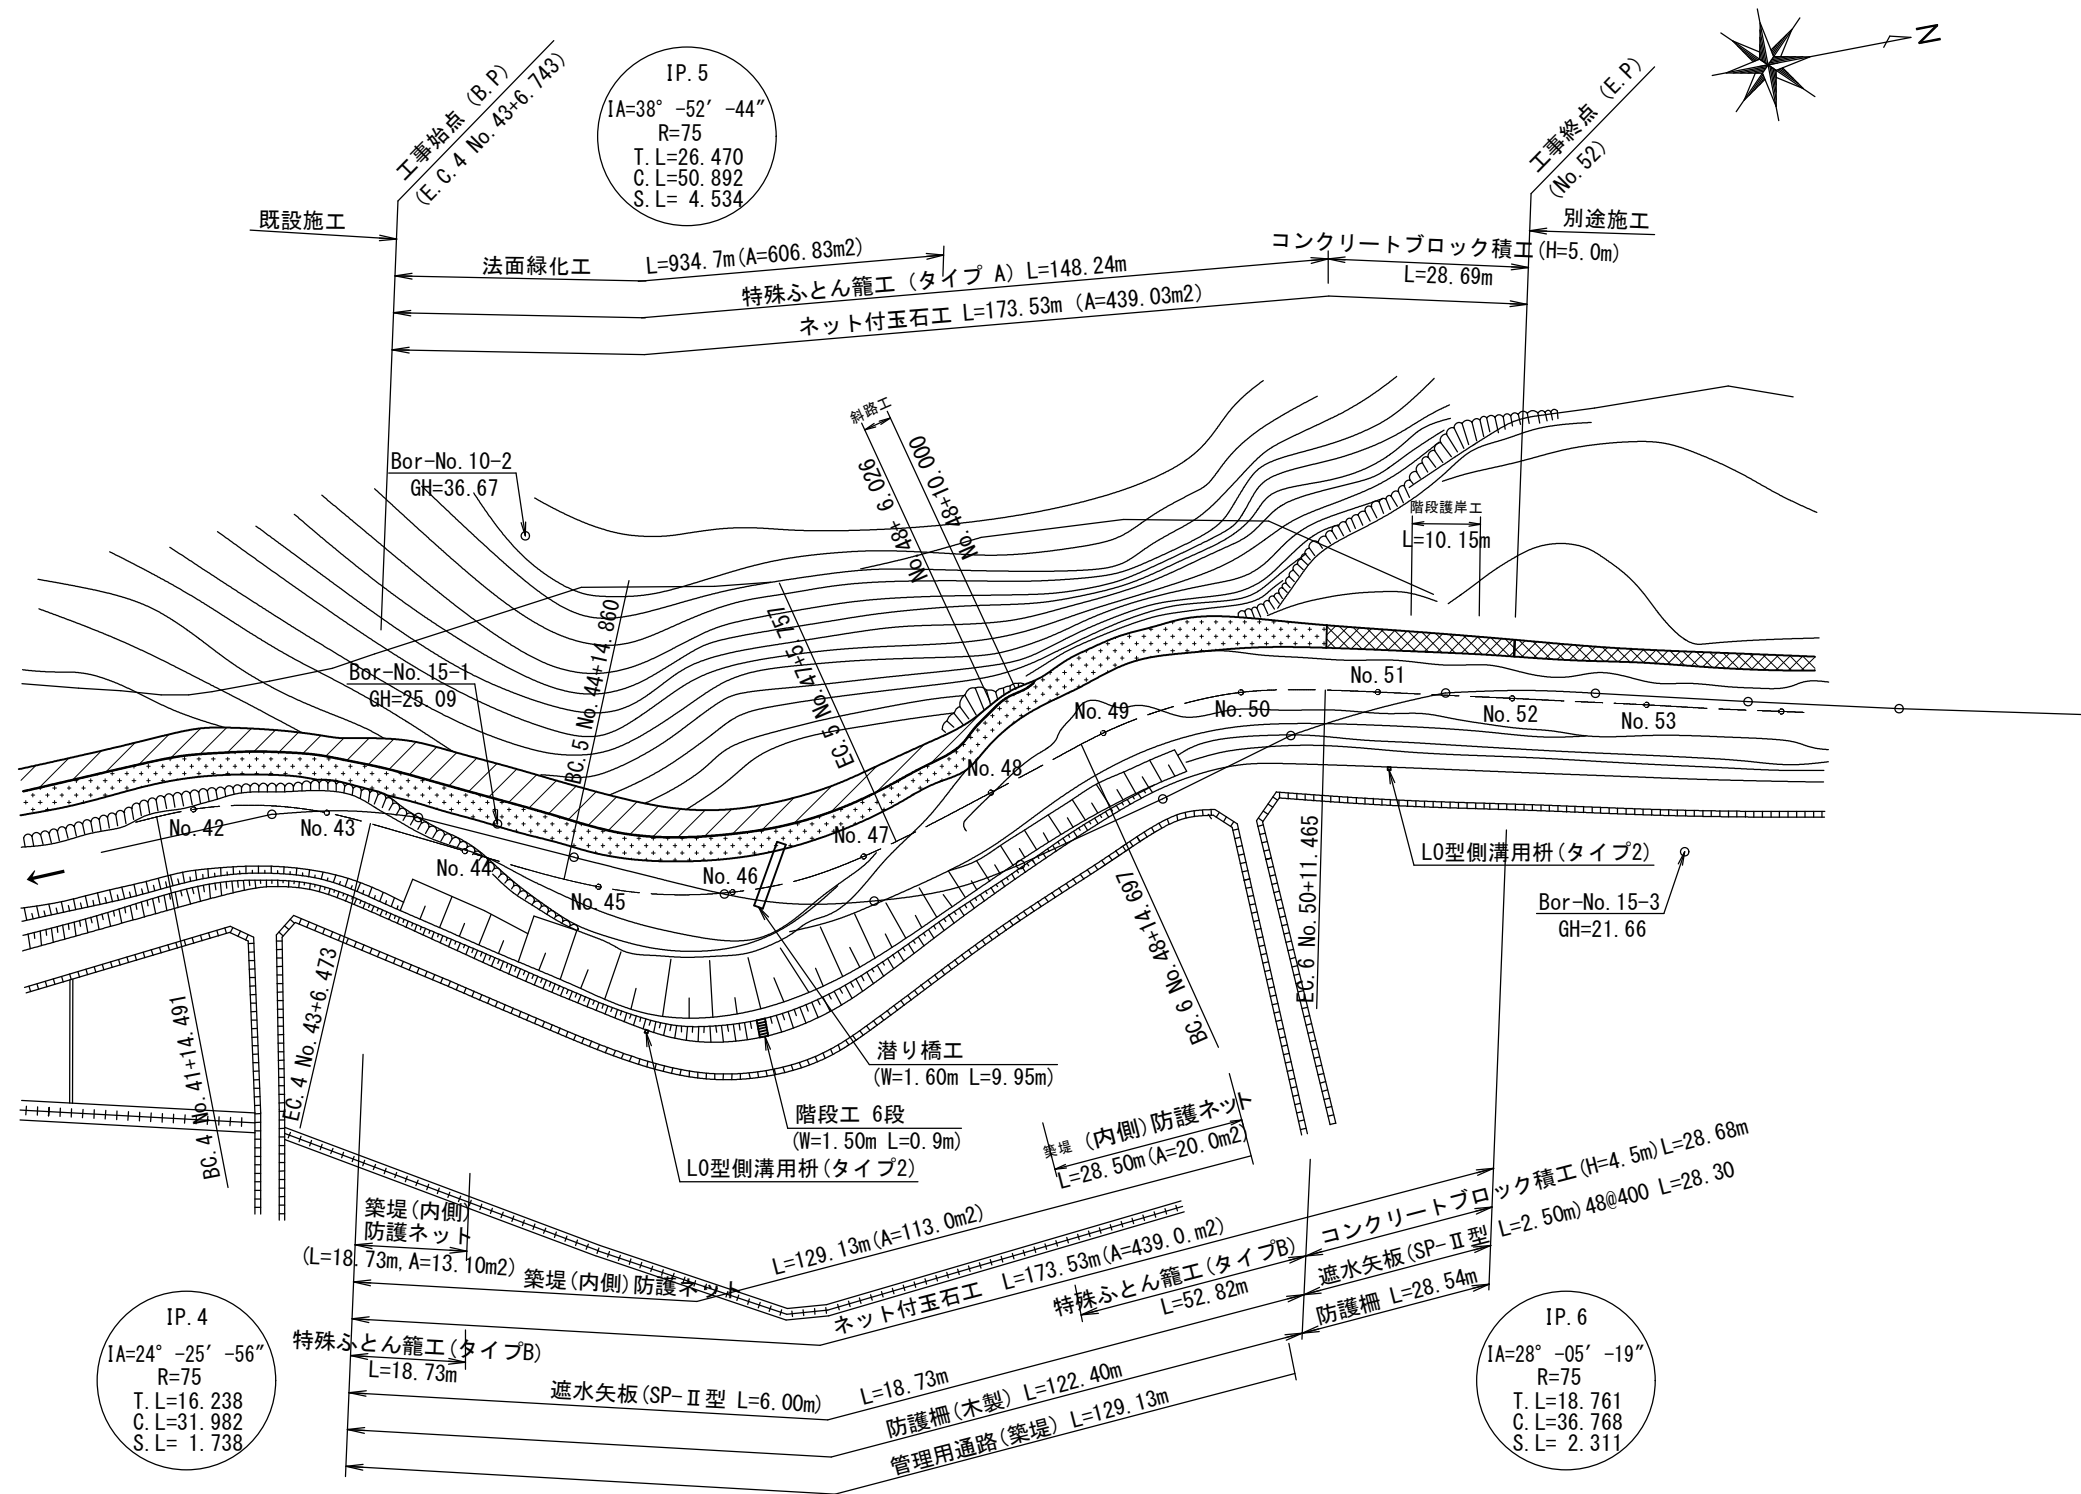 N
工事始点 (B.P)
(E.C.4 No.43+6.743)
IP.5
IA=38° -52′ -44″
R=75
T.L=26.470
C.L=50.892
S.L= 4.534
工事終点 (E.P)
(No.52)
既設施工
別途施工
法面緑化工
L=934.7m(A=606.83m2)
コンクリートブロック積工(H=5.0m)
L=28.69m
特殊ふとん籠工 (タイプ A) L=148.24m
ネット付玉石工 L=173.53m (A=439.03m2)
斜路工
No.48+ 6.026
No.48+10.000
Bor-No.10-2
GH=36.67
階段護岸工
L=10.15m
Bor-No.15-1
GH=25.09
BC.5 No.44+14.860
EC.5 No.47+5.757
No.42
No.43
No.44
No.45
No.46
No.47
No.48
No.49
No.50
No.51
No.52
No.53
LO型側溝用枡(タイプ2)
Bor-No.15-3
GH=21.66
EC.6 No.50+11.465
BC.6 No.48+14.697
BC.4 No.41+14.491
EC.4 No.43+6.473
潜り橋工
(W=1.60m L=9.95m)
階段工 6段
(W=1.50m L=0.9m)
LO型側溝用枡(タイプ2)
築堤 (内側)防護ネット
L=28.50m(A=20.0m2)
築堤(内側)
防護ネット
(L=18.73m,A=13.10m2)
築堤(内側)防護ネット
L=129.13m(A=113.0m2)
ネット付玉石工 L=173.53m(A=439.0.m2)
コンクリートブロック積工(H=4.5m)L=28.68m
特殊ふとん籠工(タイプB)
L=52.82m
遮水矢板(SP-Ⅱ型 L=2.50m)48@400 L=28.30
防護柵 L=28.54m
特殊ふとん籠工(タイプB)
L=18.73m
遮水矢板(SP-Ⅱ型 L=6.00m)
L=18.73m
防護柵(木製) L=122.40m
管理用通路(築堤) L=129.13m
IP.4
IA=24° -25′ -56″
R=75
T.L=16.238
C.L=31.982
S.L= 1.738
IP.6
IA=28° -05′ -19″
R=75
T.L=18.761
C.L=36.768
S.L= 2.311